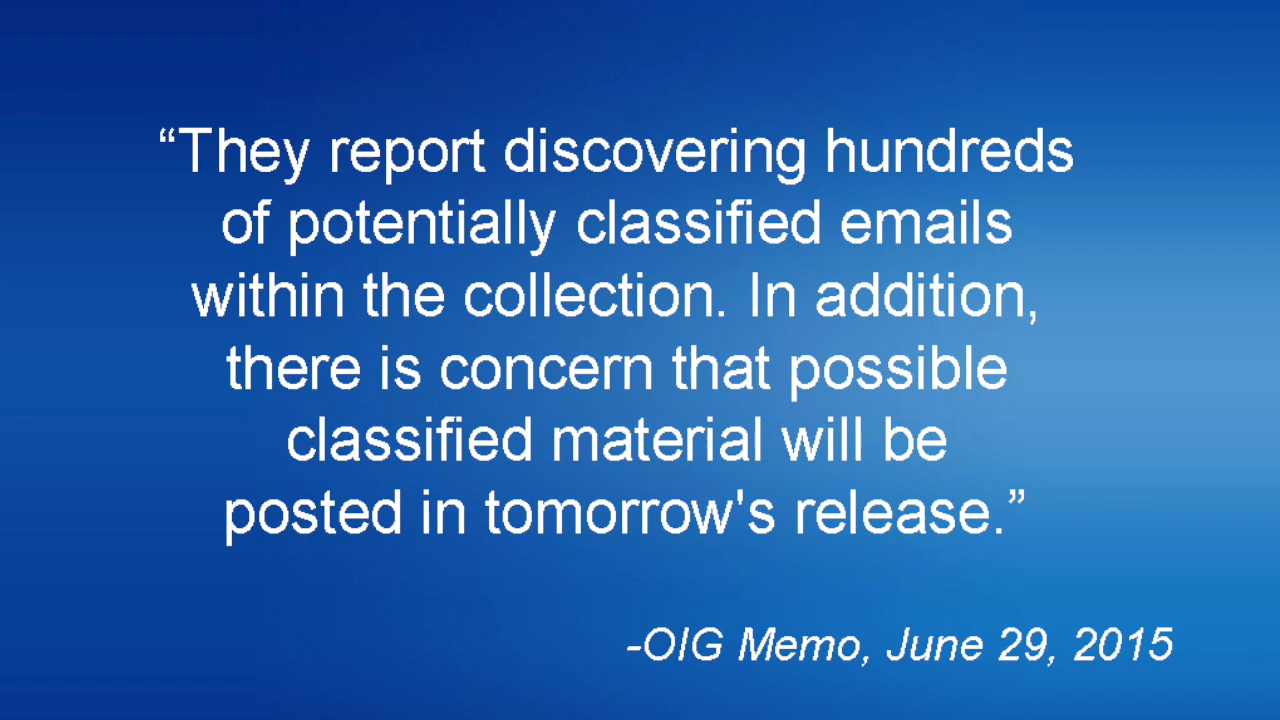 “They report discovering hundreds
of potentially classified emails
within the collection. In addition,
there is concern that possible
classified material will be
posted in tomorrow's release.”
-OIG Memo, June 29, 2015